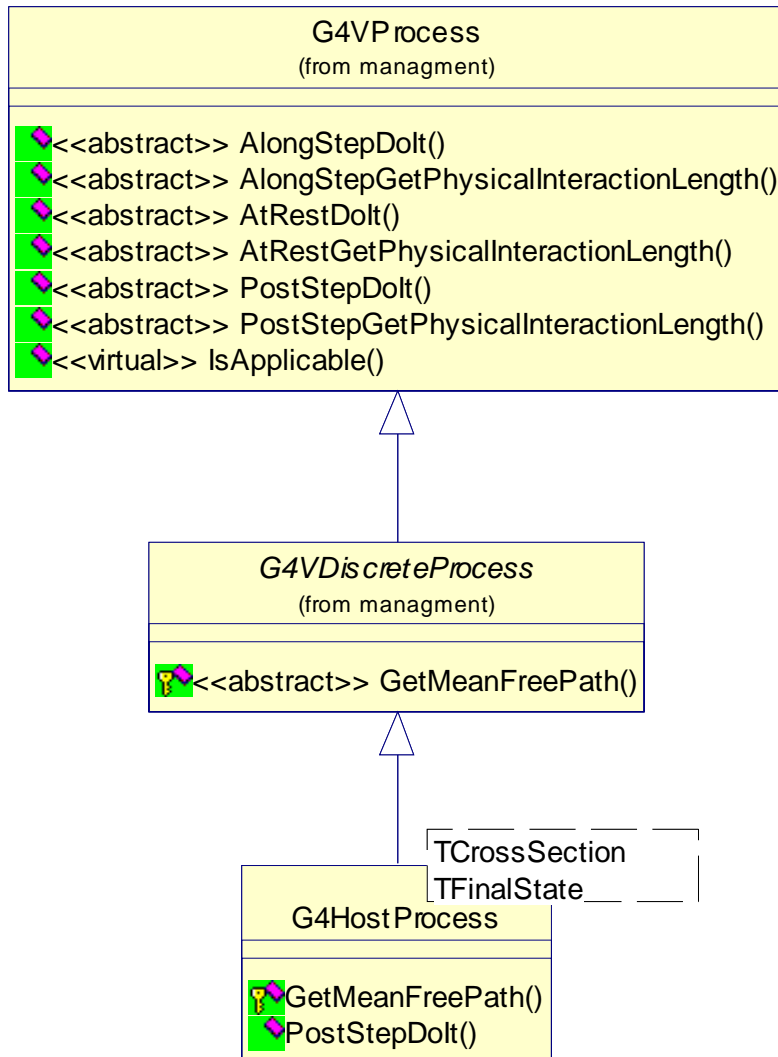 G4VProcess
(from managment)
<<abstract>> AlongStepDoIt()
<<abstract>> AlongStepGetPhysicalInteractionLength()
<<abstract>> AtRestDoIt()
<<abstract>> AtRestGetPhysicalInteractionLength()
<<abstract>> PostStepDoIt()
<<abstract>> PostStepGetPhysicalInteractionLength()
<<virtual>> IsApplicable()
G4VDiscreteProcess
(from managment)
<<abstract>> GetMeanFreePath()
TCrossSection
TFinalState
G4HostProcess
GetMeanFreePath()
PostStepDoIt()